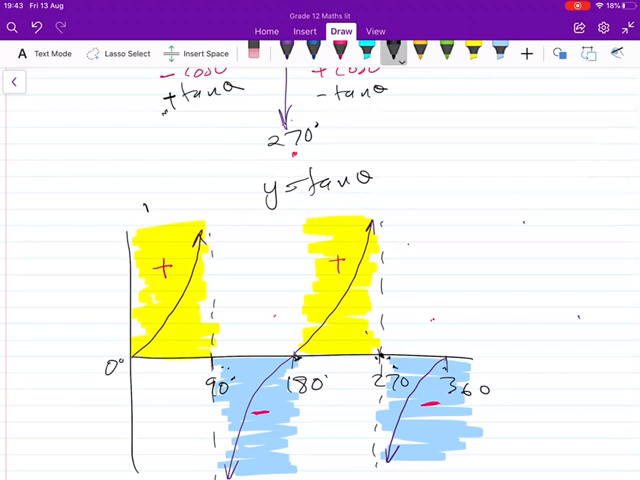 19:43 Fri 13 Aug
18%
Grade 12 Maths lit
Home Insert Draw View
Text Mode Lasso Select Insert Space
- cosθ + cosθ
+ tanθ - tanθ
270°
y = tanθ
+ +
0° 90° 180° 270 360
- -